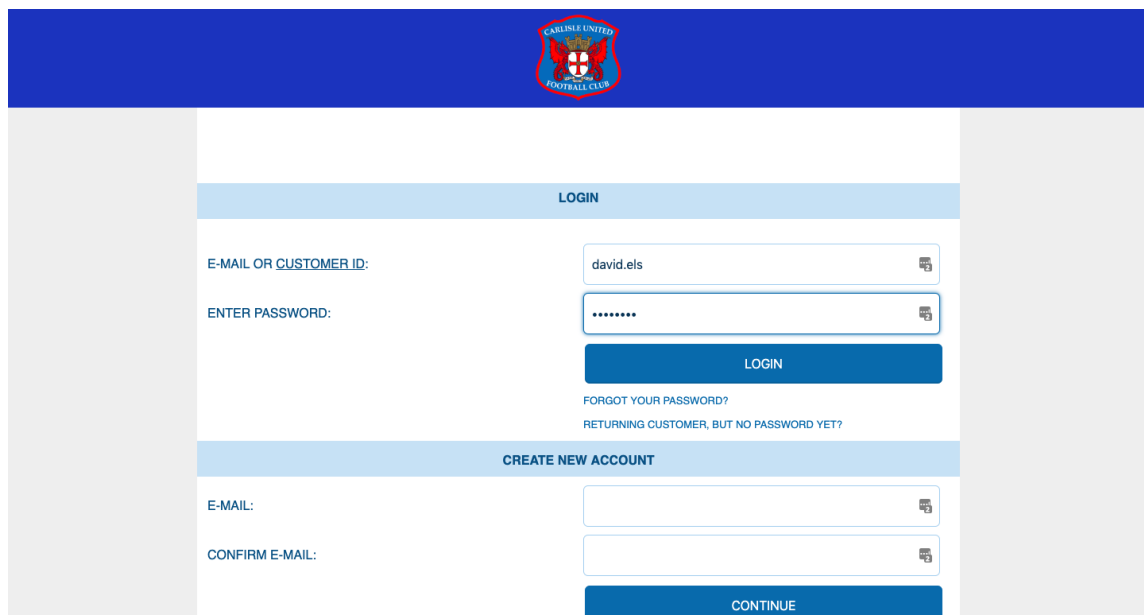 CARLISLE UNITED
FOOTBALL CLUB
LOGIN
E-MAIL OR CUSTOMER ID:
david.els
ENTER PASSWORD:
••••••••
LOGIN
FORGOT YOUR PASSWORD?
RETURNING CUSTOMER, BUT NO PASSWORD YET?
CREATE NEW ACCOUNT
E-MAIL:
CONFIRM E-MAIL:
CONTINUE